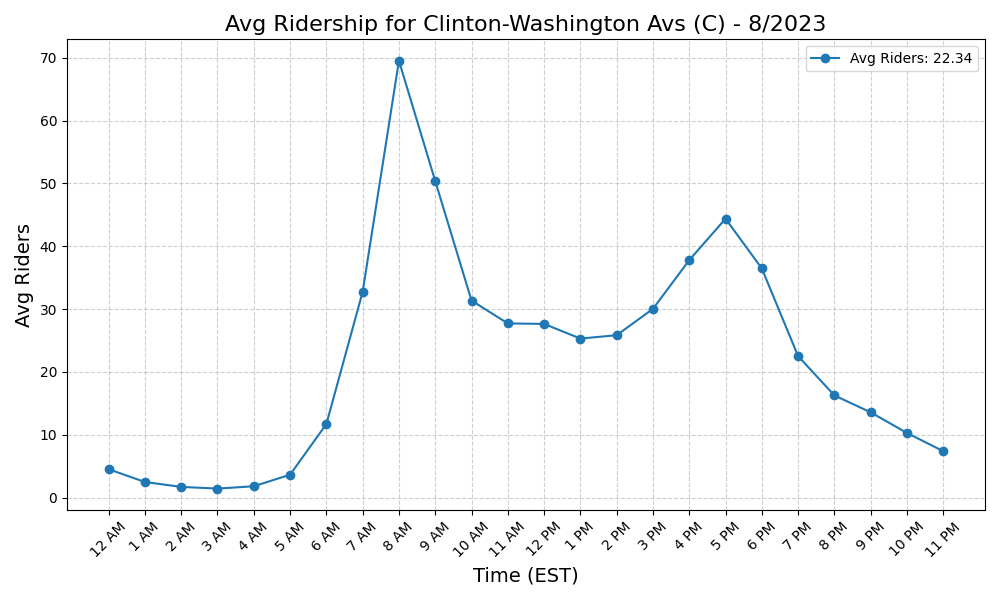 Avg Ridership for Clinton-Washington Avs (C) - 8/2023
Avg Riders: 22.34
Avg Riders
70
60
50
40
30
20
10
0
12 AM
1 AM
2 AM
3 AM
4 AM
5 AM
6 AM
7 AM
8 AM
9 AM
10 AM
11 AM
12 PM
1 PM
2 PM
3 PM
4 PM
5 PM
6 PM
7 PM
8 PM
9 PM
10 PM
11 PM
Time (EST)